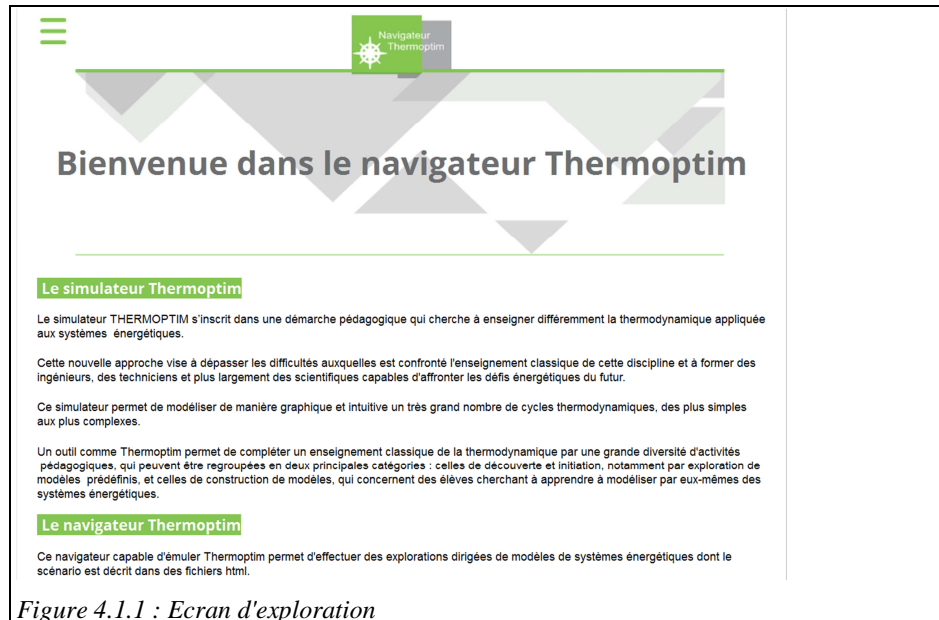 Navigateur
Thermoptim
Bienvenue dans le navigateur Thermoptim
Le simulateur Thermoptim
Le simulateur THERMOPTIM s'inscrit dans une démarche pédagogique qui cherche à enseigner différemment la thermodynamique appliquée
aux systèmes énergétiques.
Cette nouvelle approche vise à dépasser les difficultés auxquelles est confronté l'enseignement classique de cette discipline et à former des
ingénieurs, des techniciens et plus largement des scientifiques capables d'affronter les défis énergétiques du futur.
Ce simulateur permet de modéliser de manière graphique et intuitive un très grand nombre de cycles thermodynamiques, des plus simples
aux plus complexes.
Un outil comme Thermoptim permet de compléter un enseignement classique de la thermodynamique par une grande diversité d'activités
pédagogiques, qui peuvent être regroupées en deux principales catégories : celles de découverte et initiation, notamment par exploration de
modèles prédéfinis, et celles de construction de modèles, qui concernent des élèves cherchant à apprendre à modéliser par eux-mêmes des
systèmes énergétiques.
Le navigateur Thermoptim
Ce navigateur capable d'émuler Thermoptim permet d'effectuer des explorations dirigées de modèles de systèmes énergétiques dont le
scénario est décrit dans des fichiers html.
Figure 4.1.1 : Ecran d'exploration